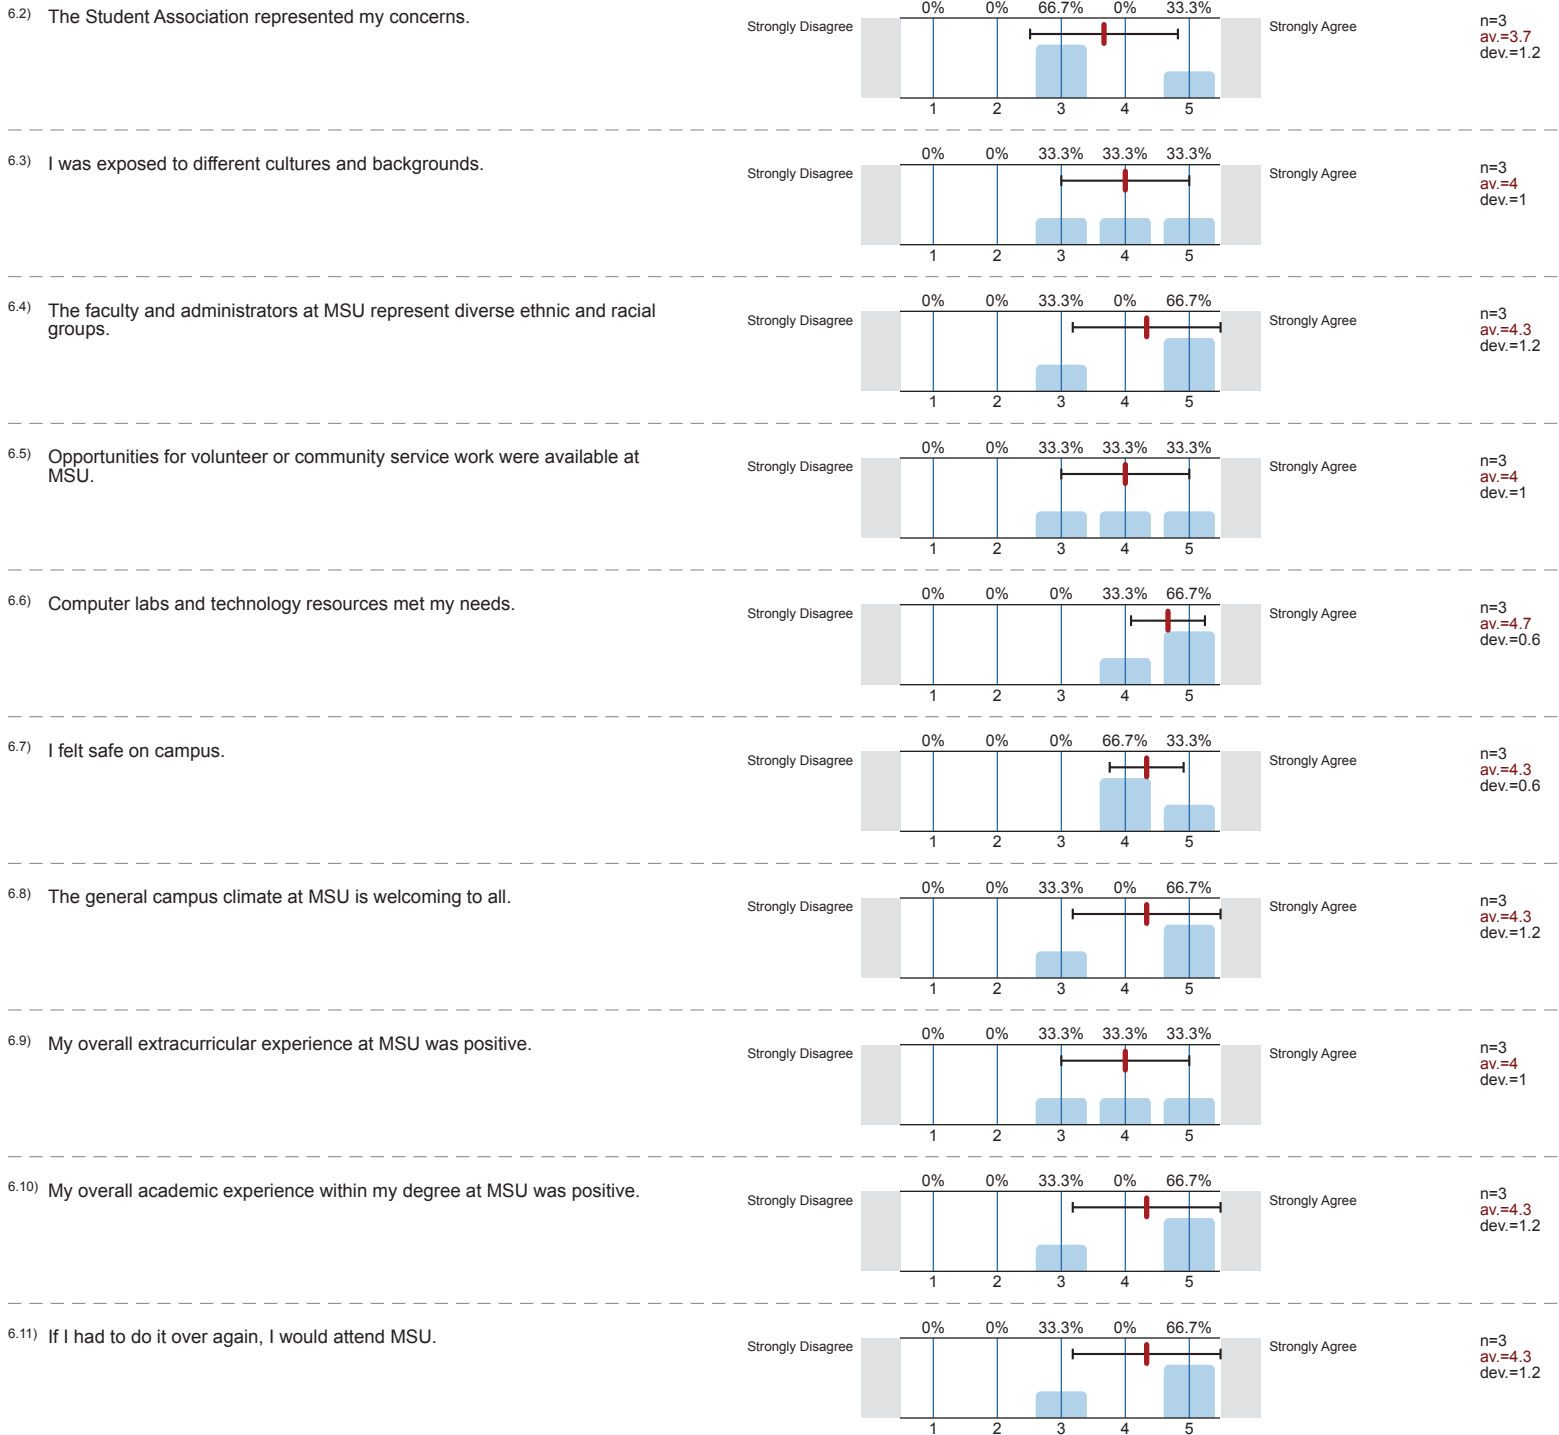 6.2) The Student Association represented my concerns.
0% 0% 66.7% 0% 33.3%
Strongly Disagree Strongly Agree
n=3
av.=3.7
dev.=1.2
1 2 3 4 5
6.3) I was exposed to different cultures and backgrounds.
0% 0% 33.3% 33.3% 33.3%
Strongly Disagree Strongly Agree
n=3
av.=4
dev.=1
1 2 3 4 5
6.4) The faculty and administrators at MSU represent diverse ethnic and racial
groups.
0% 0% 33.3% 0% 66.7%
Strongly Disagree Strongly Agree
n=3
av.=4.3
dev.=1.2
1 2 3 4 5
6.5) Opportunities for volunteer or community service work were available at
MSU.
0% 0% 33.3% 33.3% 33.3%
Strongly Disagree Strongly Agree
n=3
av.=4
dev.=1
1 2 3 4 5
6.6) Computer labs and technology resources met my needs.
0% 0% 0% 33.3% 66.7%
Strongly Disagree Strongly Agree
n=3
av.=4.7
dev.=0.6
1 2 3 4 5
6.7) I felt safe on campus.
0% 0% 0% 66.7% 33.3%
Strongly Disagree Strongly Agree
n=3
av.=4.3
dev.=0.6
1 2 3 4 5
6.8) The general campus climate at MSU is welcoming to all.
0% 0% 33.3% 0% 66.7%
Strongly Disagree Strongly Agree
n=3
av.=4.3
dev.=1.2
1 2 3 4 5
6.9) My overall extracurricular experience at MSU was positive.
0% 0% 33.3% 33.3% 33.3%
Strongly Disagree Strongly Agree
n=3
av.=4
dev.=1
1 2 3 4 5
6.10) My overall academic experience within my degree at MSU was positive.
0% 0% 33.3% 0% 66.7%
Strongly Disagree Strongly Agree
n=3
av.=4.3
dev.=1.2
1 2 3 4 5
6.11) If I had to do it over again, I would attend MSU.
0% 0% 33.3% 0% 66.7%
Strongly Disagree Strongly Agree
n=3
av.=4.3
dev.=1.2
1 2 3 4 5